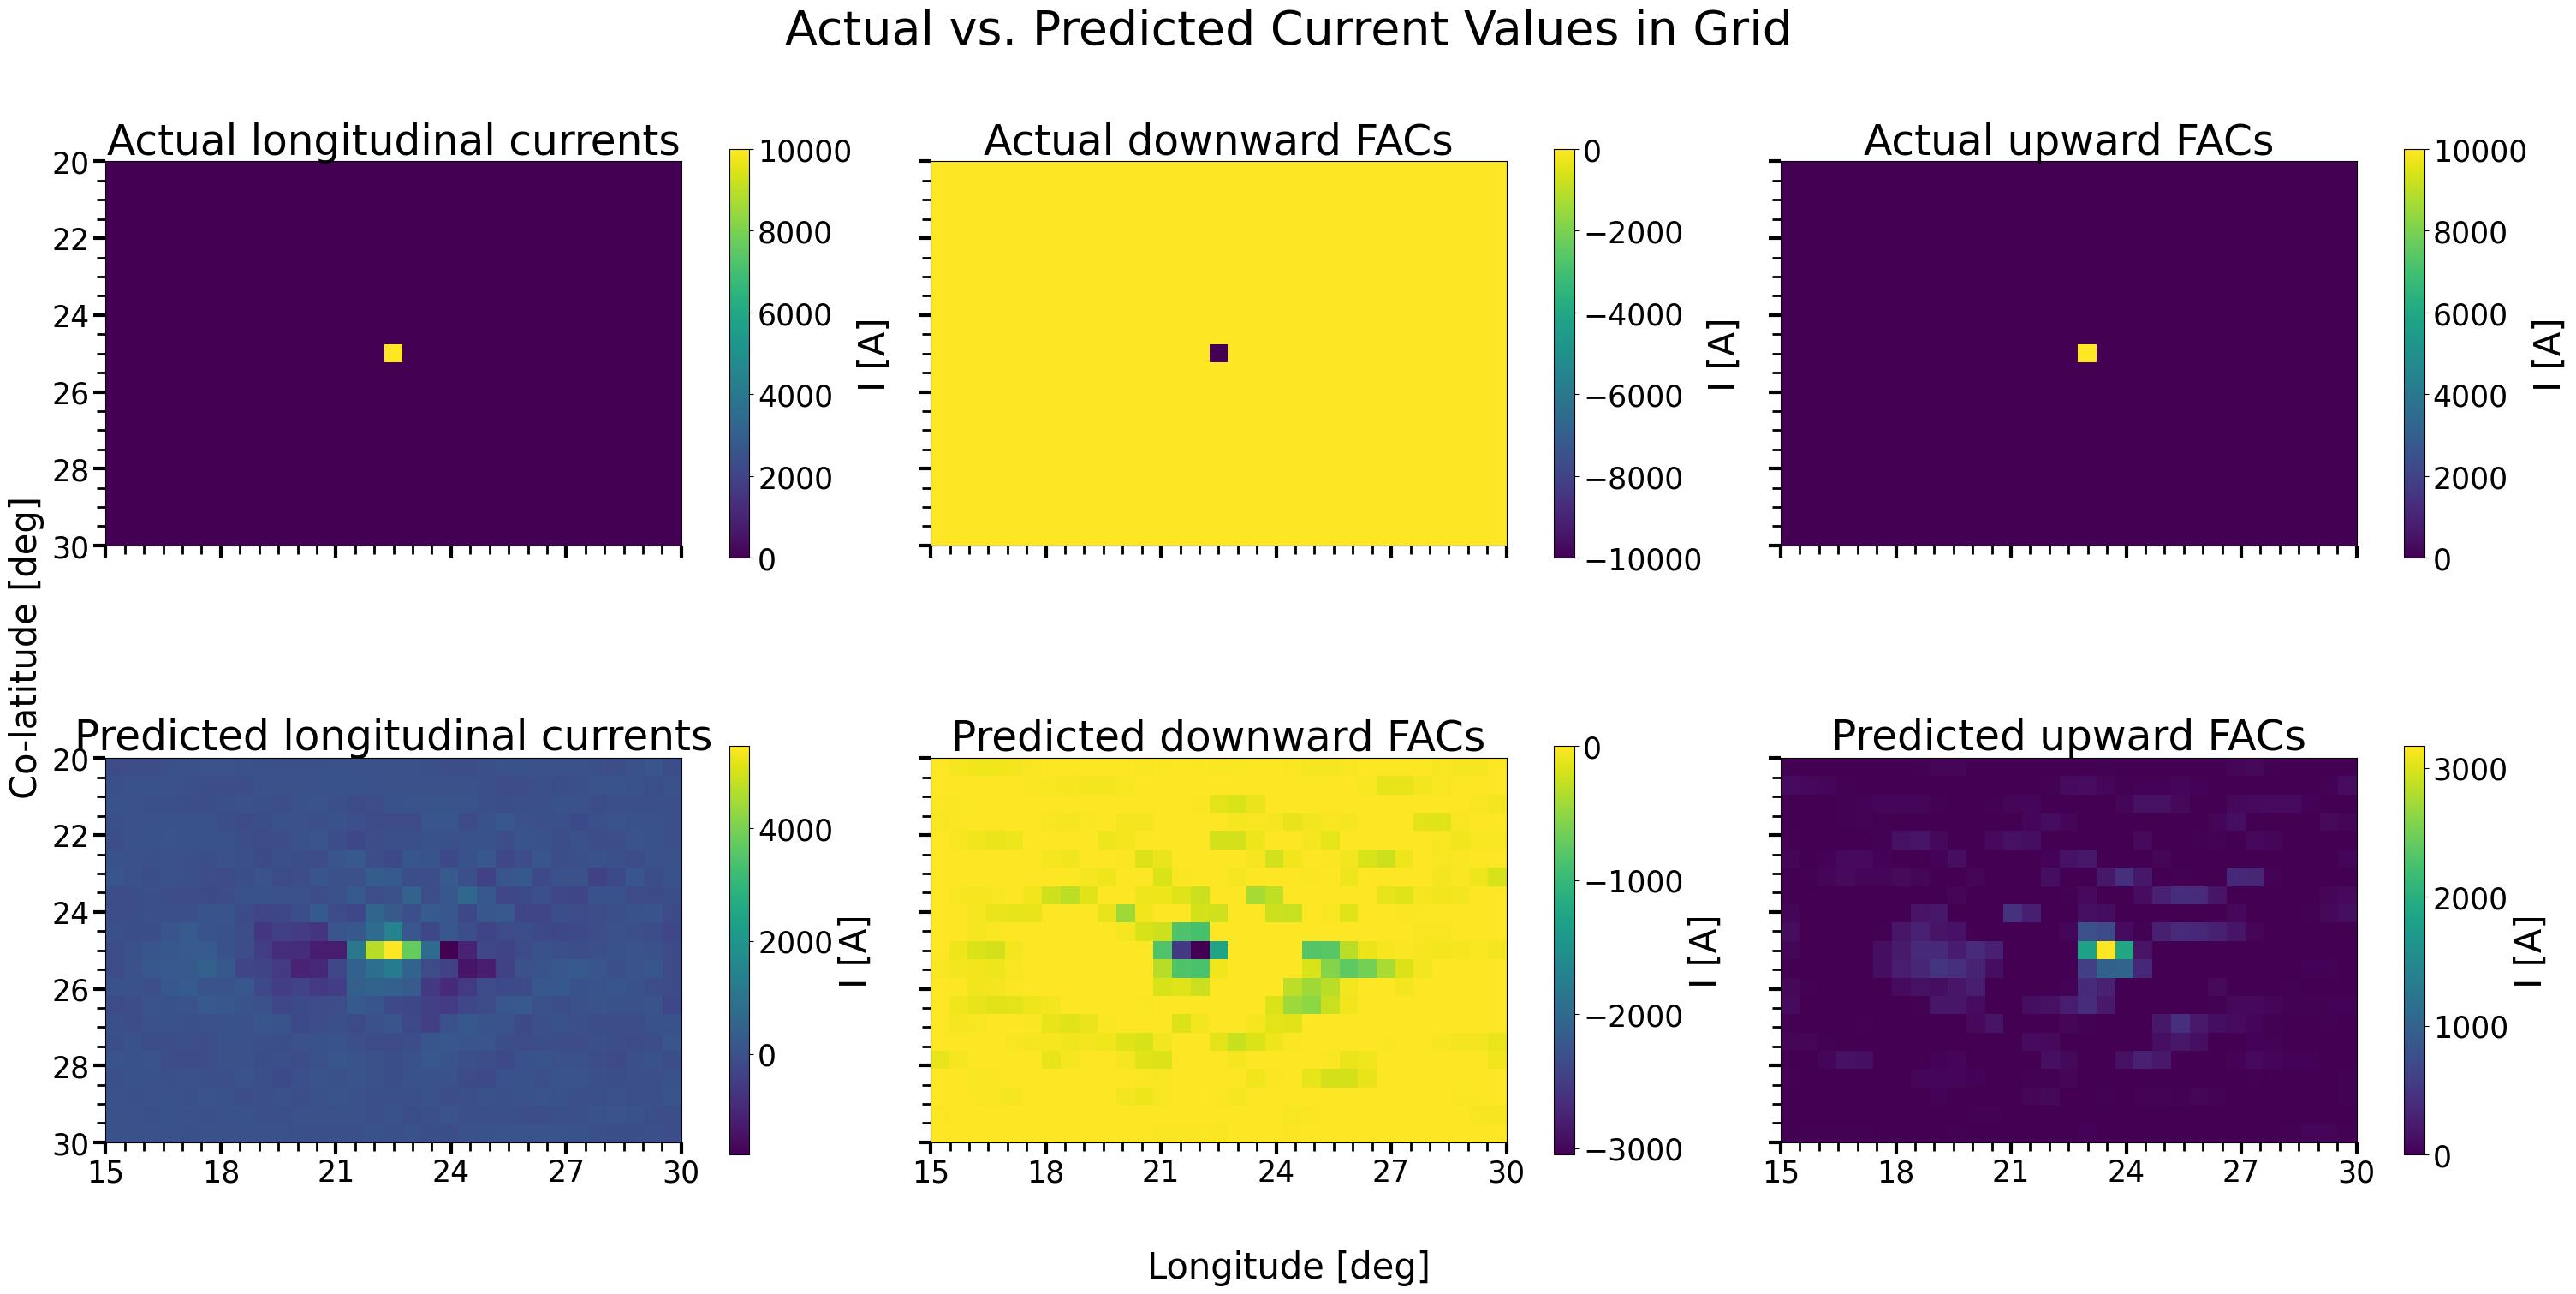 Actual vs. Predicted Current Values in Grid
Actual longitudinal currents
Actual downward FACs
Actual upward FACs
20
22
24
26
28
30
10000
8000
6000
4000
2000
0
I [A]
0
−2000
−4000
−6000
−8000
−10000
I [A]
10000
8000
6000
4000
2000
0
I [A]
Co-latitude [deg]
Predicted longitudinal currents
Predicted downward FACs
Predicted upward FACs
20
22
24
26
28
30
15 18 21 24 27 30
4000
2000
0
I [A]
15 18 21 24 27 30
0
−1000
−2000
−3000
I [A]
15 18 21 24 27 30
3000
2000
1000
0
I [A]
Longitude [deg]